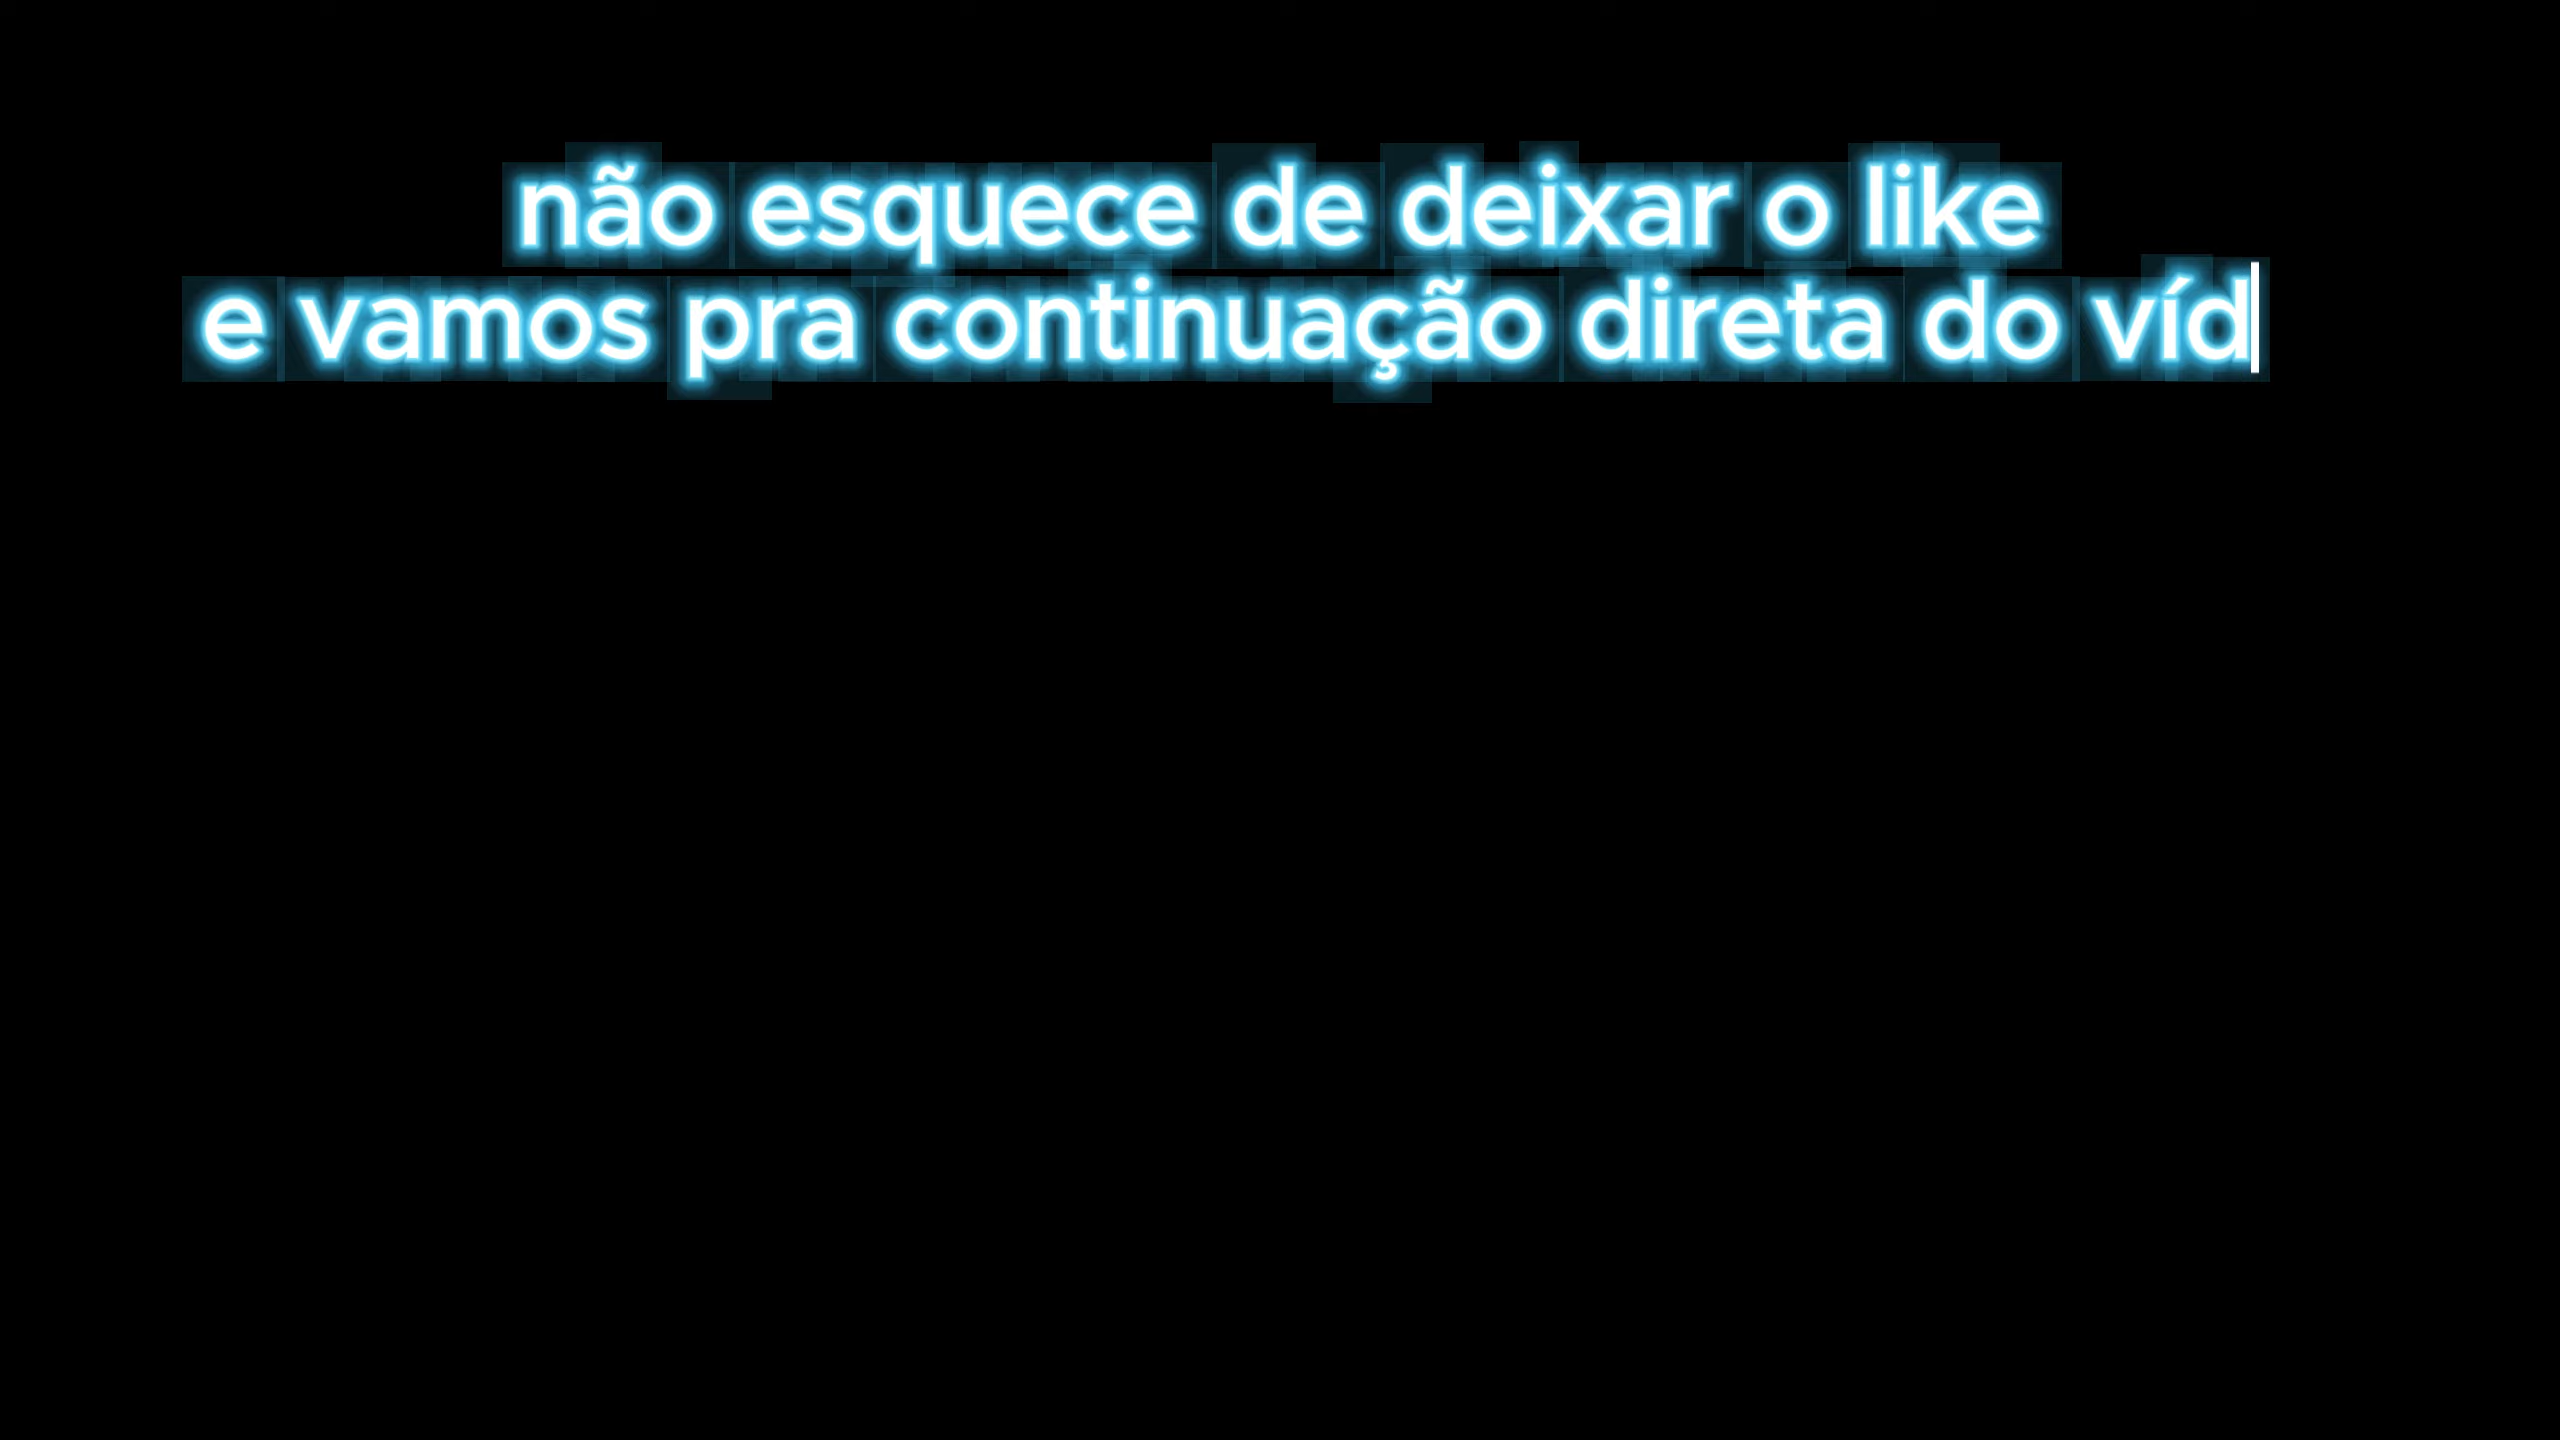 não esquece de deixar o like
e vamos pra continuação direta do víd